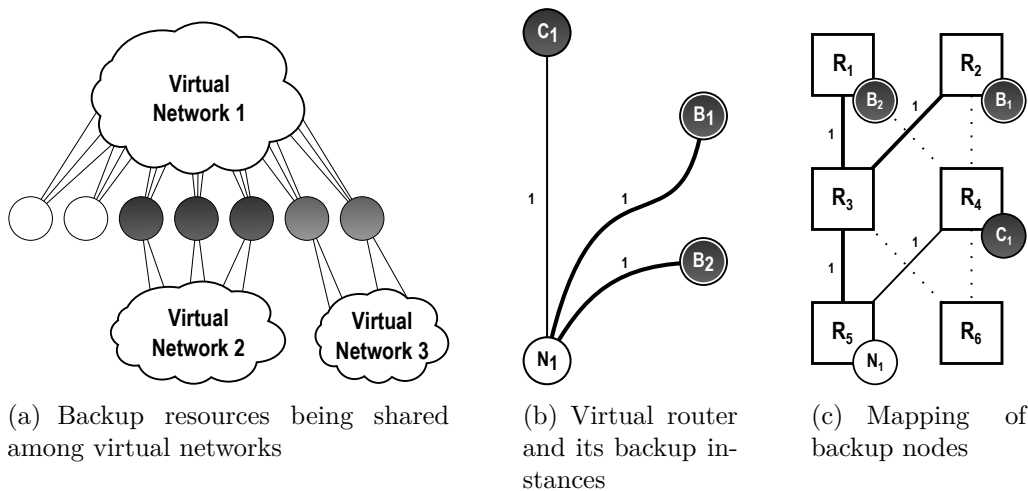 Virtual
Network 1
Virtual
Network 2
Virtual
Network 3
(a) Backup resources being shared
among virtual networks
C1
B1
1
1
1
B2
N1
(b) Virtual router
and its backup in-
stances
R1
R2
B2
B1
1
1
R3
R4
C1
1
1
R5
R6
N1
(c) Mapping of
backup nodes